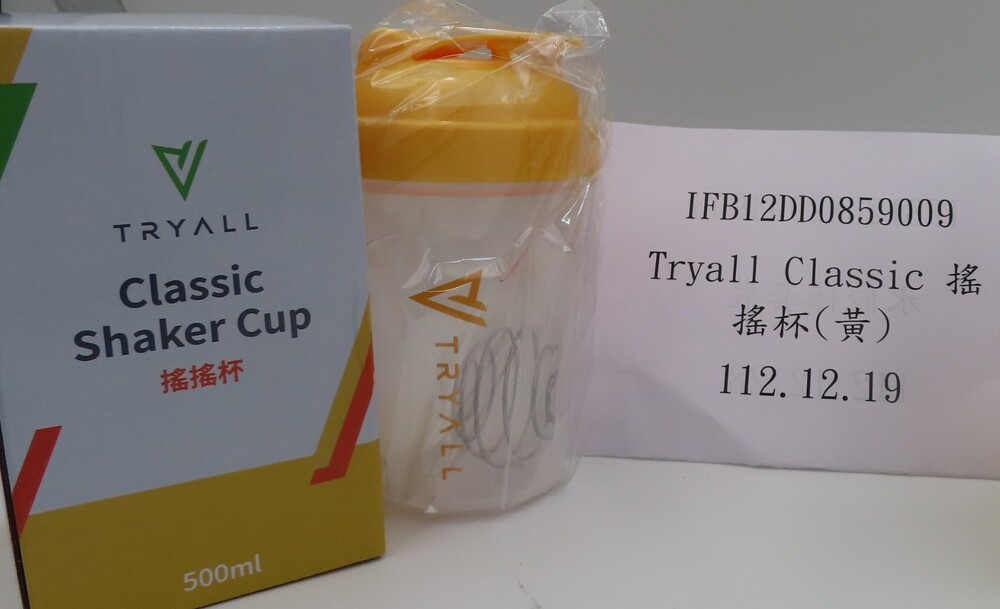 TRYALL
Classic
Shaker Cup
搖搖杯
500ml
TRYALL
IFB12DD0859009
Tryall Classic 搖
搖杯(黃)
112.12.19